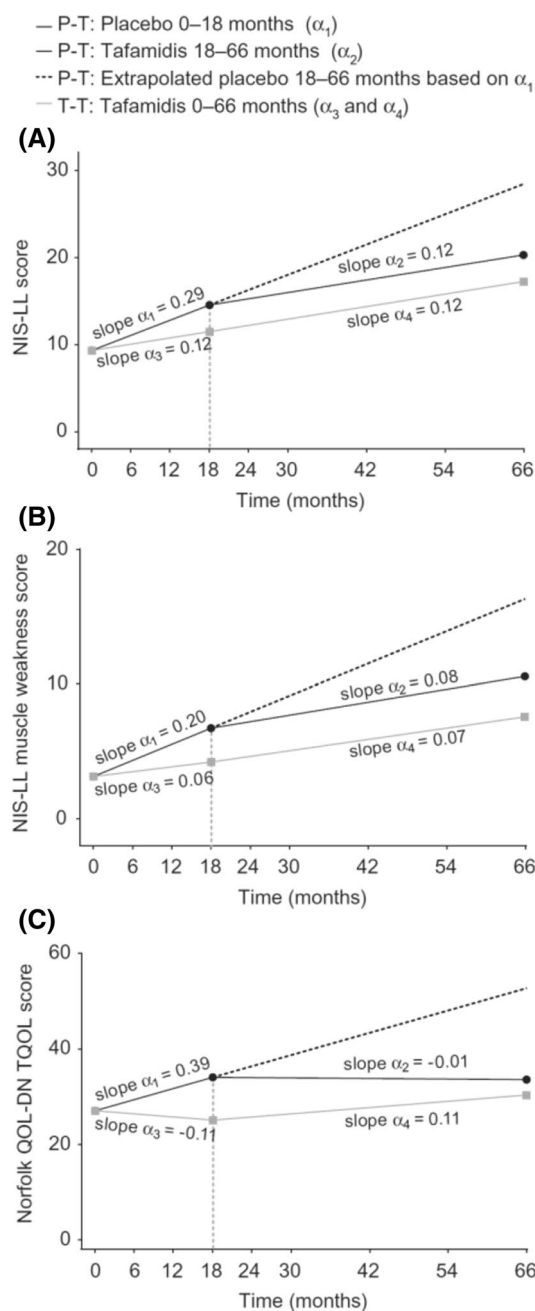 P-T: Placebo 0–18 months (α₁)
P-T: Tafamidis 18–66 months (α₂)
P-T: Extrapolated placebo 18–66 months based on α₁
T-T: Tafamidis 0–66 months (α₃ and α₄)
(A)
NIS-LL score
30
20
10
0
slope α₁ = 0.29
slope α₂ = 0.12
slope α₃ = 0.12
slope α₄ = 0.12
0 6 12 18 24 30 42 54 66
Time (months)
(B)
NIS-LL muscle weakness score
20
10
0
slope α₁ = 0.20
slope α₂ = 0.08
slope α₃ = 0.06
slope α₄ = 0.07
0 6 12 18 24 30 42 54 66
Time (months)
(C)
Norfolk QOL-DN TQOL score
60
40
20
0
slope α₁ = 0.39
slope α₂ = -0.01
slope α₃ = -0.11
slope α₄ = 0.11
0 6 12 18 24 30 42 54 66
Time (months)